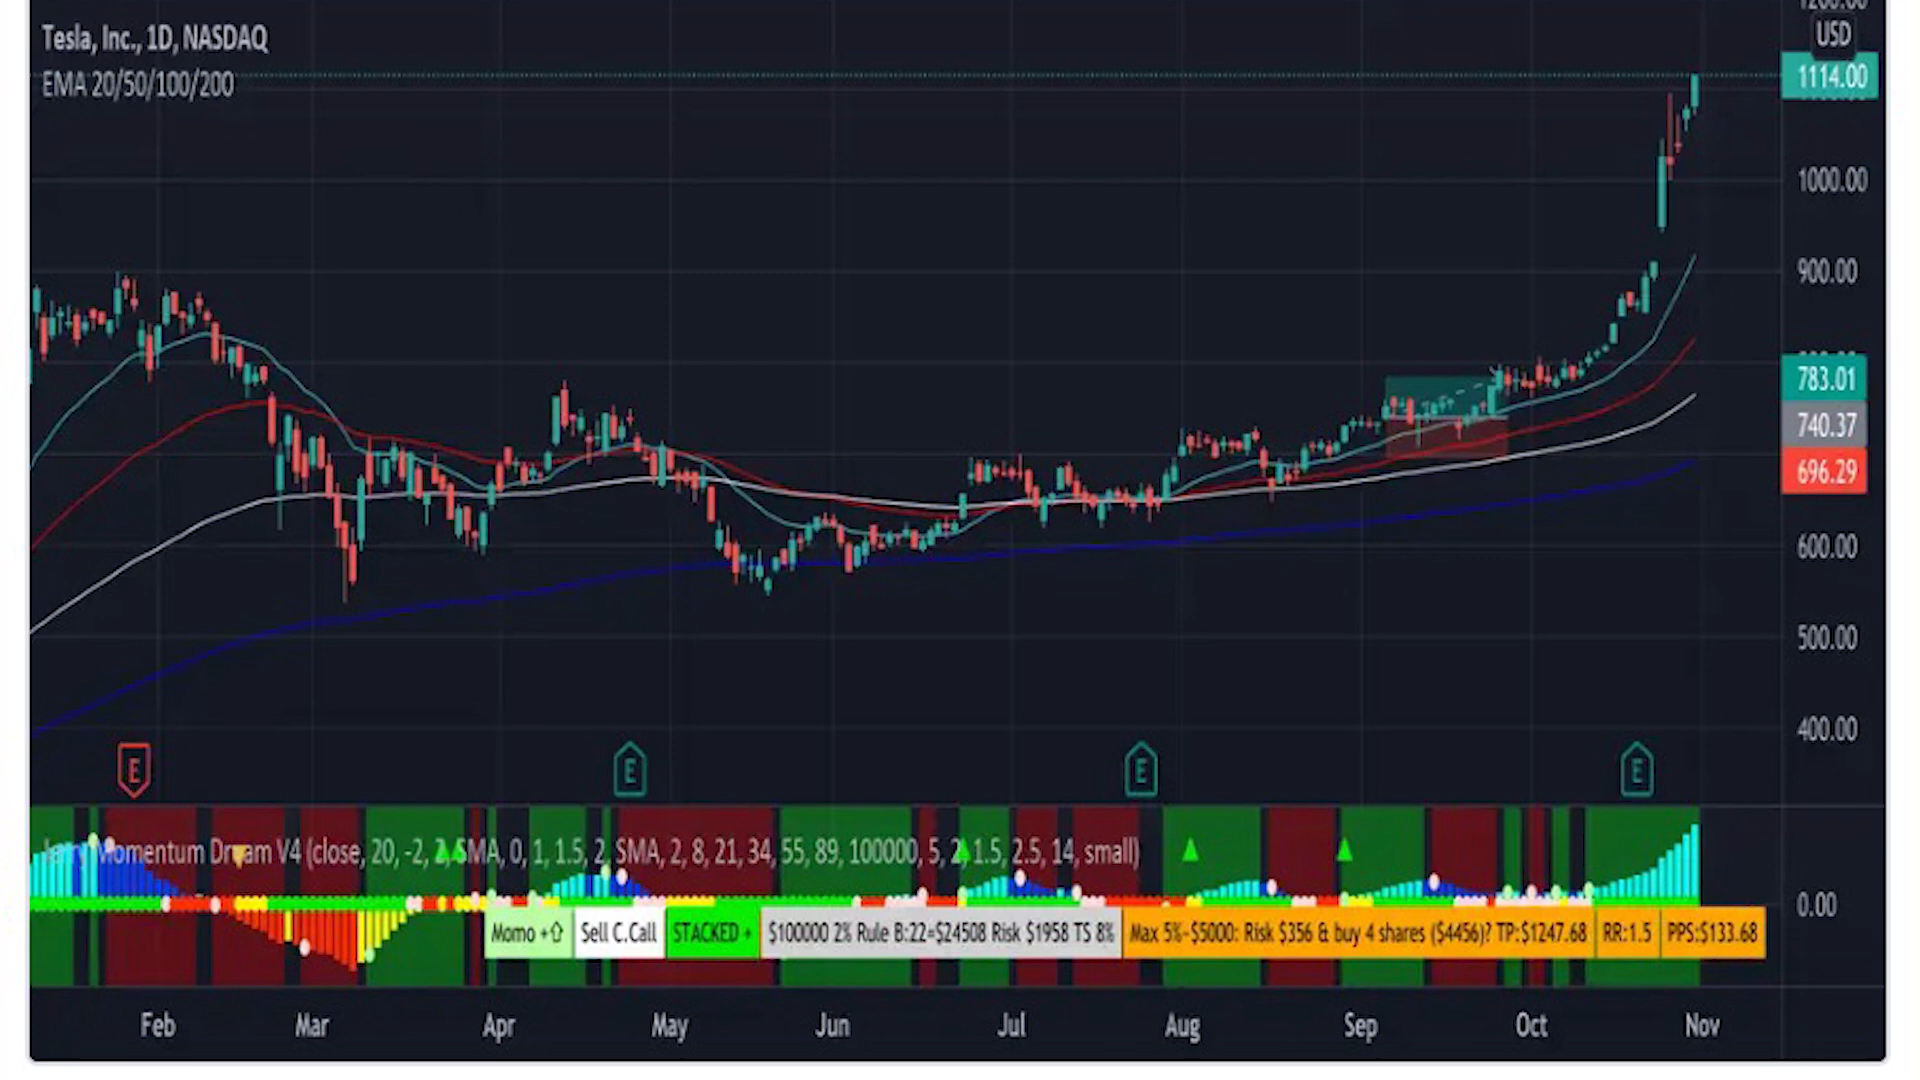 Tesla, Inc., 1D, NASDAQ
EMA 20/50/100/200
USD
1114.00
1000.00
900.00
783.01
740.37
696.29
600.00
500.00
400.00
E E E E
Momentum Dream V4 (close, 20, -2, 2, SMA, 0, 1, 1.5, 2, SMA, 2, 8, 21, 34, 55, 89, 100000, 5, 2, 1.5, 2.5, 14, small)
0.00
Momo +⇧ Sell C.Call STACKED + $100000 2% Rule B:22=$24508 Risk $1958 TS 8% Max 5%-$5000: Risk $356 & buy 4 shares ($4456)? TP:$1247.68 RR:1.5 PPS:$133.68
Feb Mar Apr May Jun Jul Aug Sep Oct Nov